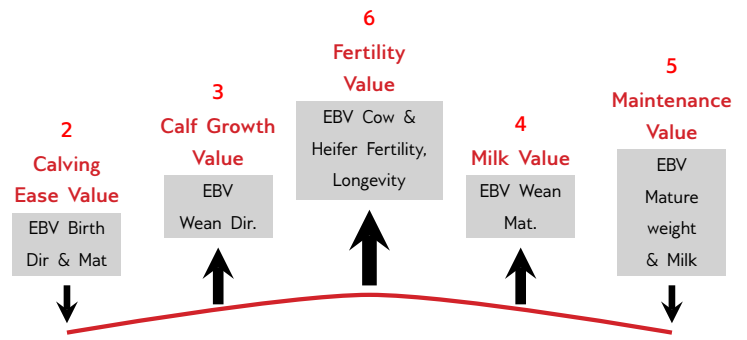 2
Calving
Ease Value
EBV Birth
Dir & Mat
3
Calf Growth
Value
EBV
Wean Dir.
6
Fertility
Value
EBV Cow &
Heifer Fertility,
Longevity
4
Milk Value
EBV Wean
Mat.
5
Maintenance
Value
EBV
Mature
weight
& Milk